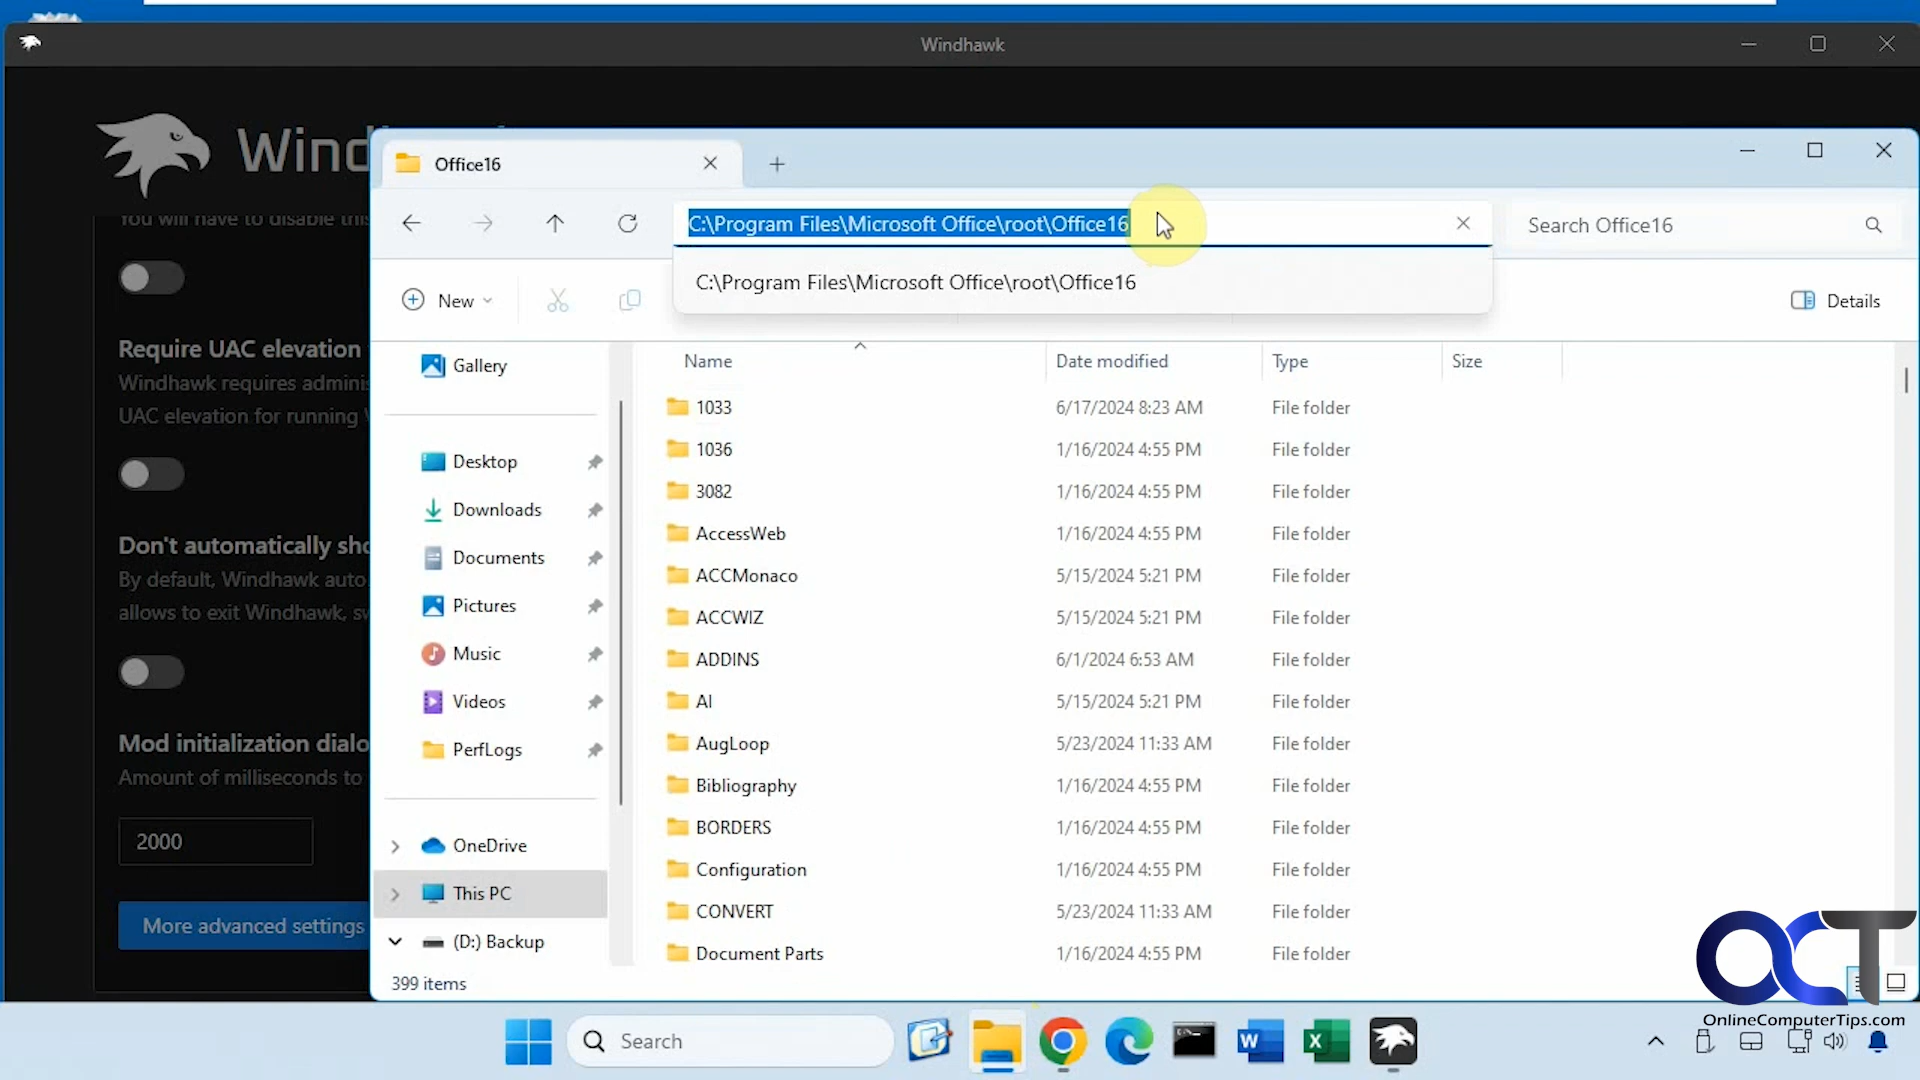 Windhawk
Wind
You will have to disable this
Require UAC elevation
Windhawk requires adminis
UAC elevation for running
Don't automatically sho
By default, Windhawk auto
allows to exit Windhawk, sw
Mod initialization dialo
Amount of milliseconds to
2000
More advanced settings
Office16
C:\Program Files\Microsoft Office\root\Office16
Search Office16
C:\Program Files\Microsoft Office\root\Office16
New
Details
Gallery
Desktop
Downloads
Documents
Pictures
Music
Videos
PerfLogs
OneDrive
This PC
(D:) Backup
Name Date modified Type Size
1033 6/17/2024 8:23 AM File folder
1036 1/16/2024 4:55 PM File folder
3082 1/16/2024 4:55 PM File folder
AccessWeb 1/16/2024 4:55 PM File folder
ACCMonaco 5/15/2024 5:21 PM File folder
ACCWIZ 5/15/2024 5:21 PM File folder
ADDINS 6/1/2024 6:53 AM File folder
AI 5/15/2024 5:21 PM File folder
AugLoop 5/23/2024 11:33 AM File folder
Bibliography 1/16/2024 4:55 PM File folder
BORDERS 1/16/2024 4:55 PM File folder
Configuration 1/16/2024 4:55 PM File folder
CONVERT 5/23/2024 11:33 AM File folder
Document Parts 1/16/2024 4:55 PM File folder
399 items
OCT
OnlineComputerTips.com
Search
W
X